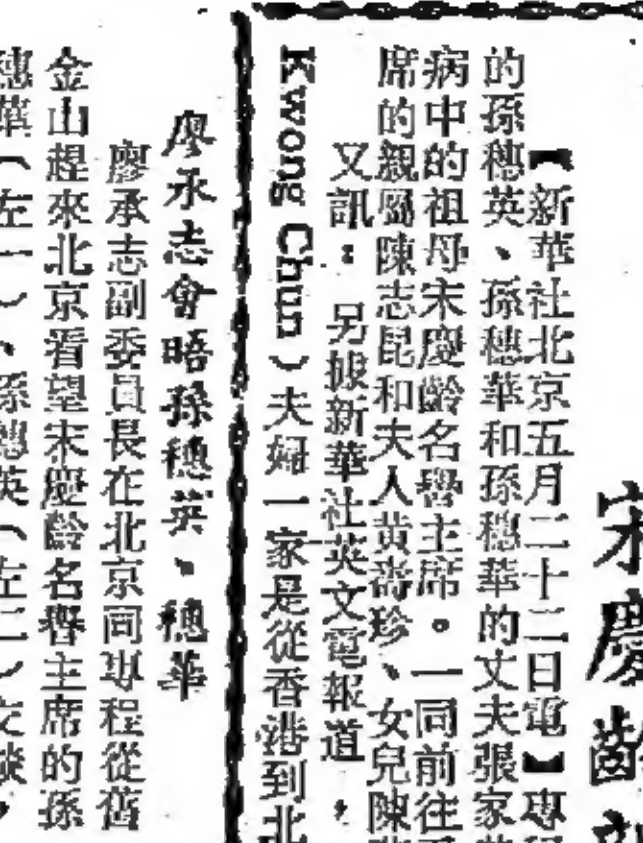 宋慶齡
【新華社北京五月二十二日電】專
的孫穗英、孫穗華和孫穗華的丈夫張家
病中的祖母宋慶齡名譽主席。一同前往
席的親屬陳志昆和夫人黄壽珍、女兒陳
又訊：另據新華社英文電報道，
Kwong Chun）夫婦一家是從香港到北
廖承志會晤孫穗英、穗華
廖承志副委員長在北京同專程從舊
金山趕來北京看望宋慶齡名譽主席的孫
穗華（左一）、孫穗英（左二）交談，